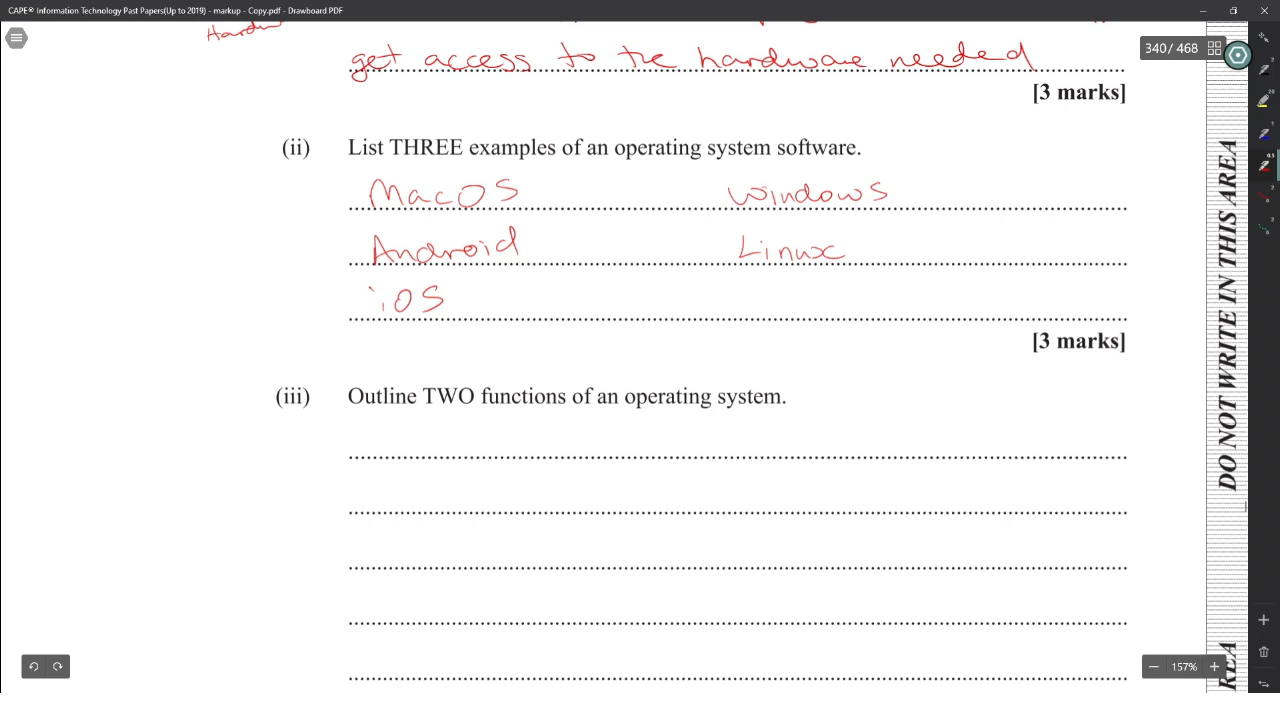 CAPE® Information Technology Past Papers(Up to 2019) - markup - Copy.pdf - Drawboard PDF
340 / 468
get access to the hardware needed
[3 marks]
(ii) List THREE examples of an operating system software.
MacOS Windows
Android Linux
iOS
[3 marks]
(iii) Outline TWO functions of an operating system.
DO NOT WRITE IN THIS AREA
REA
157%